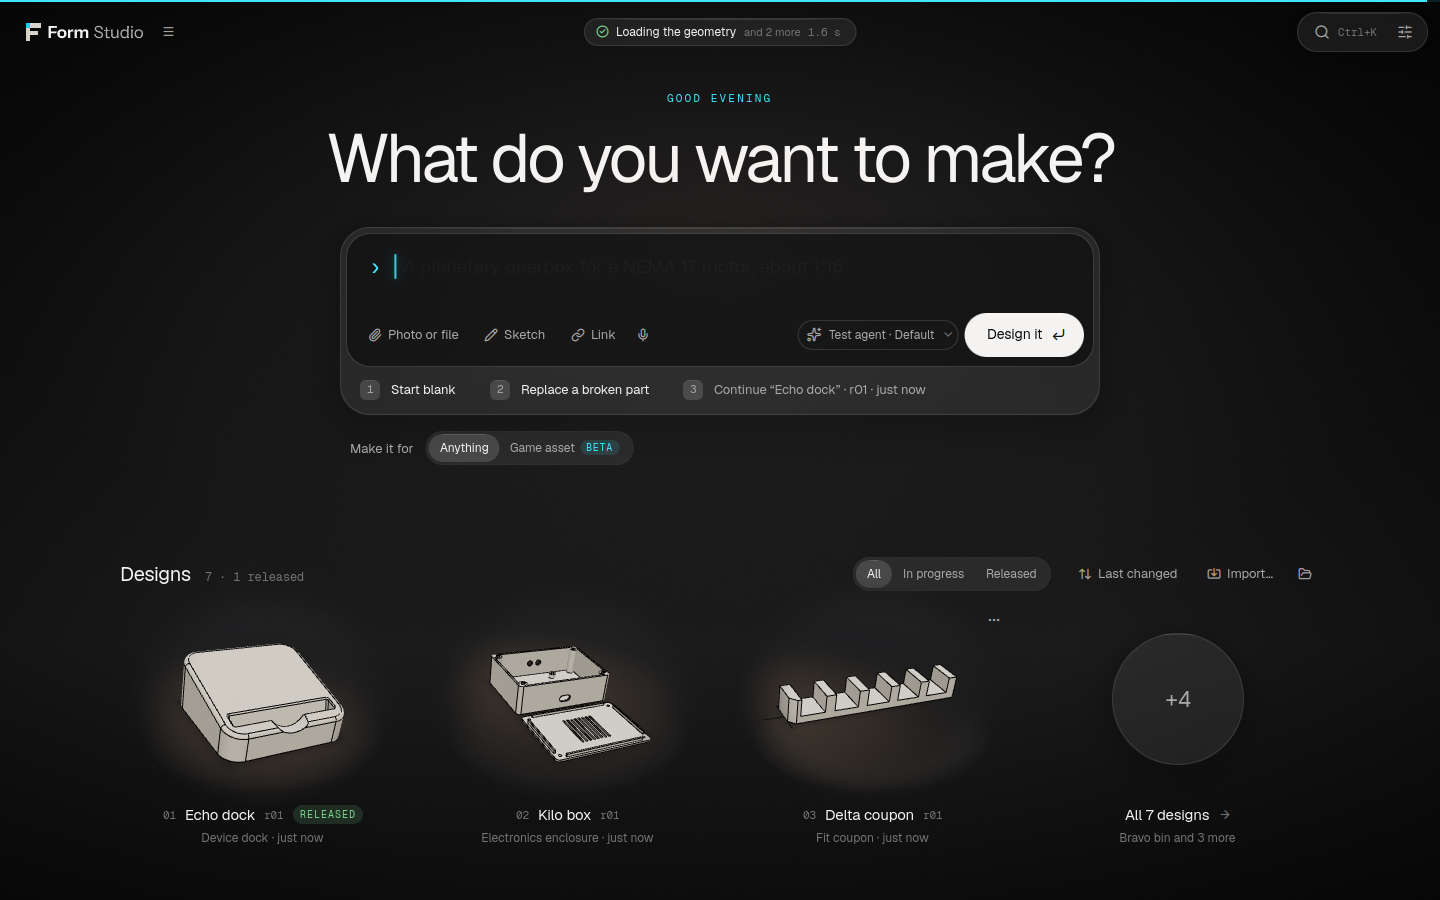 Form Studio
Loading the geometry and 2 more 1.6 s
Ctrl+K
GOOD EVENING
What do you want to make?
› A planetary gearbox for a NEMA 17 motor, about 1:16
Photo or file Sketch Link Test agent · Default Design it
1 Start blank 2 Replace a broken part 3 Continue “Echo dock” · r01 · just now
Make it for Anything Game asset BETA
Designs 7 · 1 released All In progress Released Last changed Import...
+4
01 Echo dock r01 RELEASED
Device dock · just now
02 Kilo box r01
Electronics enclosure · just now
03 Delta coupon r01
Fit coupon · just now
All 7 designs →
Bravo bin and 3 more